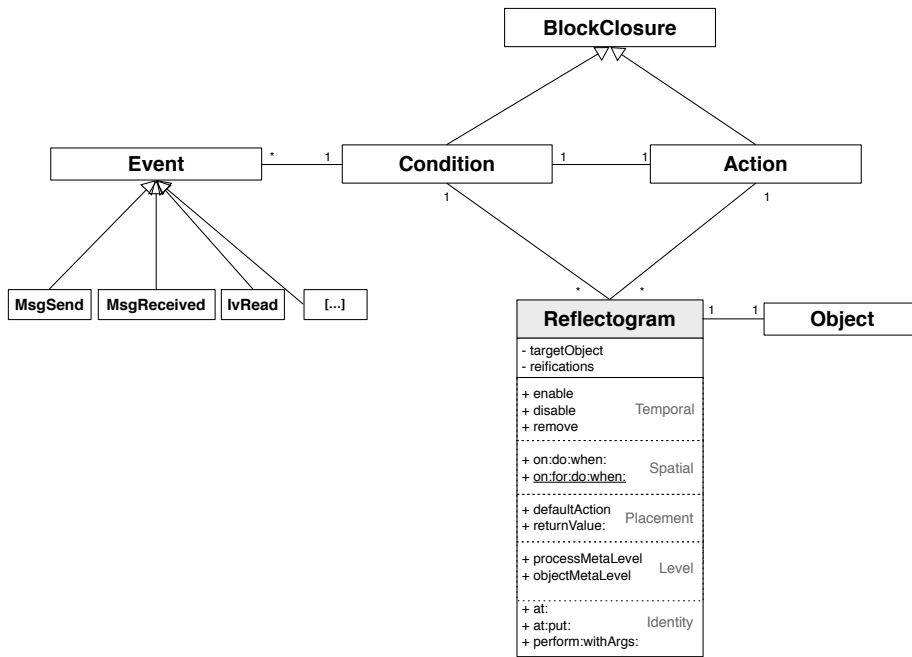 BlockClosure
Event
*
1
Condition
1
1
Action
1
1
MsgSend
MsgReceived
IvRead
[...]
*
*
Reflectogram
1
1
Object
- targetObject
- reifications
+ enable
+ disable
+ remove
Temporal
+ on:do:when:
+ on:for:do:when:
Spatial
+ defaultAction
+ returnValue:
Placement
+ processMetaLevel
+ objectMetaLevel
Level
+ at:
+ at:put:
+ perform:withArgs:
Identity